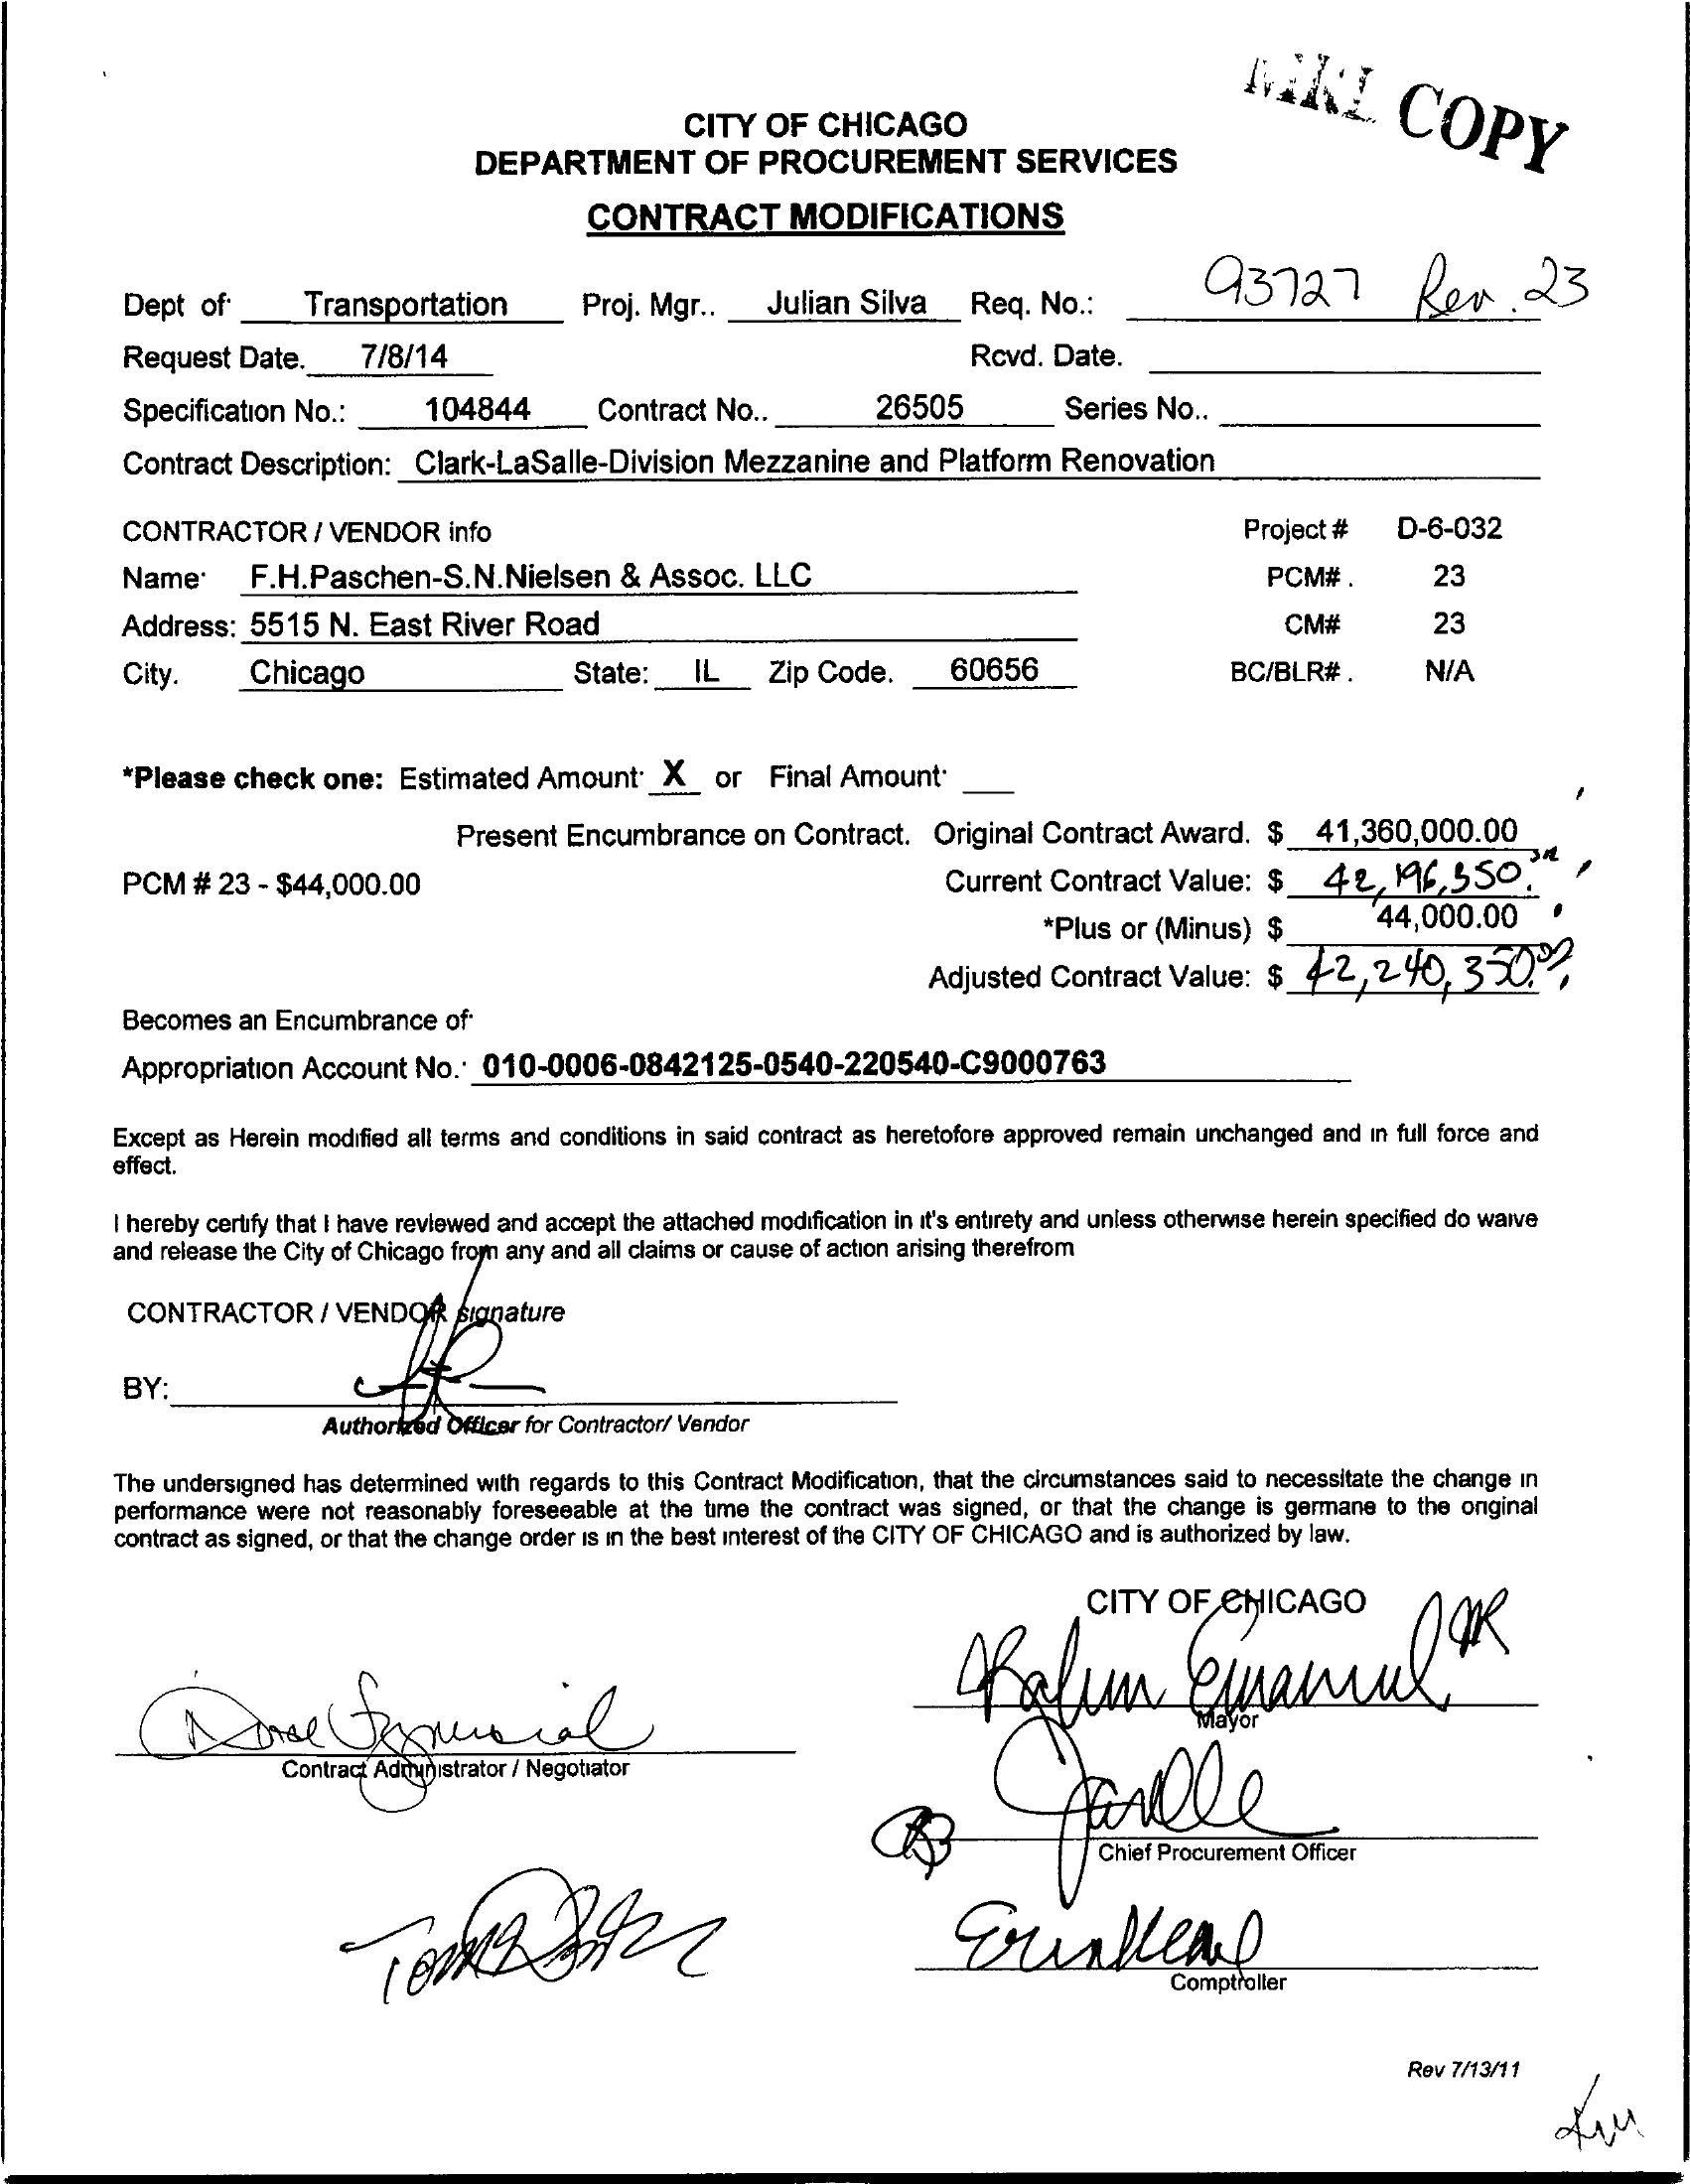 COPY
CITY OF CHICAGO
DEPARTMENT OF PROCUREMENT SERVICES
CONTRACT MODIFICATIONS
Dept of Transportation Proj. Mgr.. Julian Silva Req. No.: 93727 Rev. 23
Request Date. 7/8/14 Rcvd. Date.
Specification No.: 104844 Contract No.. 26505 Series No..
Contract Description: Clark-LaSalle-Division Mezzanine and Platform Renovation
CONTRACTOR / VENDOR info Project # D-6-032
Name F.H.Paschen-S.N.Nielsen & Assoc. LLC PCM# . 23
Address: 5515 N. East River Road CM# 23
City. Chicago State: IL Zip Code. 60656 BC/BLR# . N/A
*Please check one: Estimated Amount X or Final Amount
Present Encumbrance on Contract. Original Contract Award. $ 41,360,000.00
PCM # 23 - $44,000.00 Current Contract Value: $ 42,196,350.
*Plus or (Minus) $ 44,000.00
Adjusted Contract Value: $ 42,240,350.00
Becomes an Encumbrance of
Appropriation Account No.· 010-0006-0842125-0540-220540-C9000763
Except as Herein modified all terms and conditions in said contract as heretofore approved remain unchanged and in full force and
effect.
I hereby certify that I have reviewed and accept the attached modification in it's entirety and unless otherwise herein specified do waive
and release the City of Chicago from any and all claims or cause of action arising therefrom
CONTRACTOR / VENDOR signature
BY:
Authorized Officer for Contractor/ Vendor
The undersigned has determined with regards to this Contract Modification, that the circumstances said to necessitate the change in
performance were not reasonably foreseeable at the time the contract was signed, or that the change is germane to the original
contract as signed, or that the change order is in the best interest of the CITY OF CHICAGO and is authorized by law.
CITY OF CHICAGO
Rahm Emanuel
Mayor
Contract Administrator / Negotiator
Chief Procurement Officer
Erin Keane
Comptroller
Rev 7/13/11